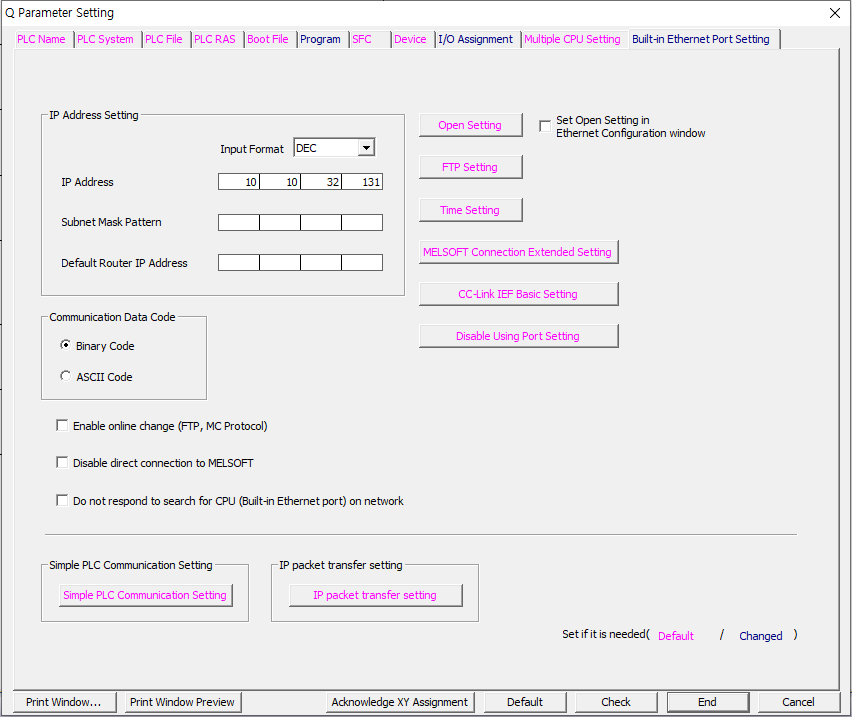 Q Parameter Setting
PLC Name PLC System PLC File PLC RAS Boot File Program SFC Device I/O Assignment Multiple CPU Setting Built-in Ethernet Port Setting
IP Address Setting
Input Format DEC
IP Address 10 10 32 131
Subnet Mask Pattern
Default Router IP Address
Open Setting
Set Open Setting in
Ethernet Configuration window
FTP Setting
Time Setting
MELSOFT Connection Extended Setting
CC-Link IEF Basic Setting
Disable Using Port Setting
Communication Data Code
Binary Code
ASCII Code
Enable online change (FTP, MC Protocol)
Disable direct connection to MELSOFT
Do not respond to search for CPU (Built-in Ethernet port) on network
Simple PLC Communication Setting
Simple PLC Communication Setting
IP packet transfer setting
IP packet transfer setting
Set if it is needed( Default / Changed )
Print Window... Print Window Preview Acknowledge XY Assignment Default Check End Cancel